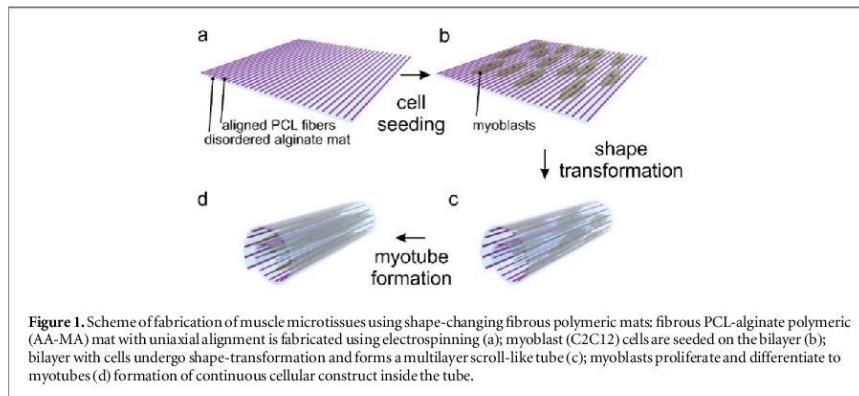 a
b
aligned PCL fibers
disordered alginate mat
cell
seeding
myoblasts
shape
transformation
d
c
myotube
formation
Figure 1. Scheme of fabrication of muscle microtissues using shape-changing fibrous polymeric mats: fibrous PCL-alginate polymeric
(AA-MA) mat with uniaxial alignment is fabricated using electrospinning (a); myoblast (C2C12) cells are seeded on the bilayer (b);
bilayer with cells undergo shape-transformation and forms a multilayer scroll-like tube (c); myoblasts proliferate and differentiate to
myotubes (d) formation of continuous cellular construct inside the tube.